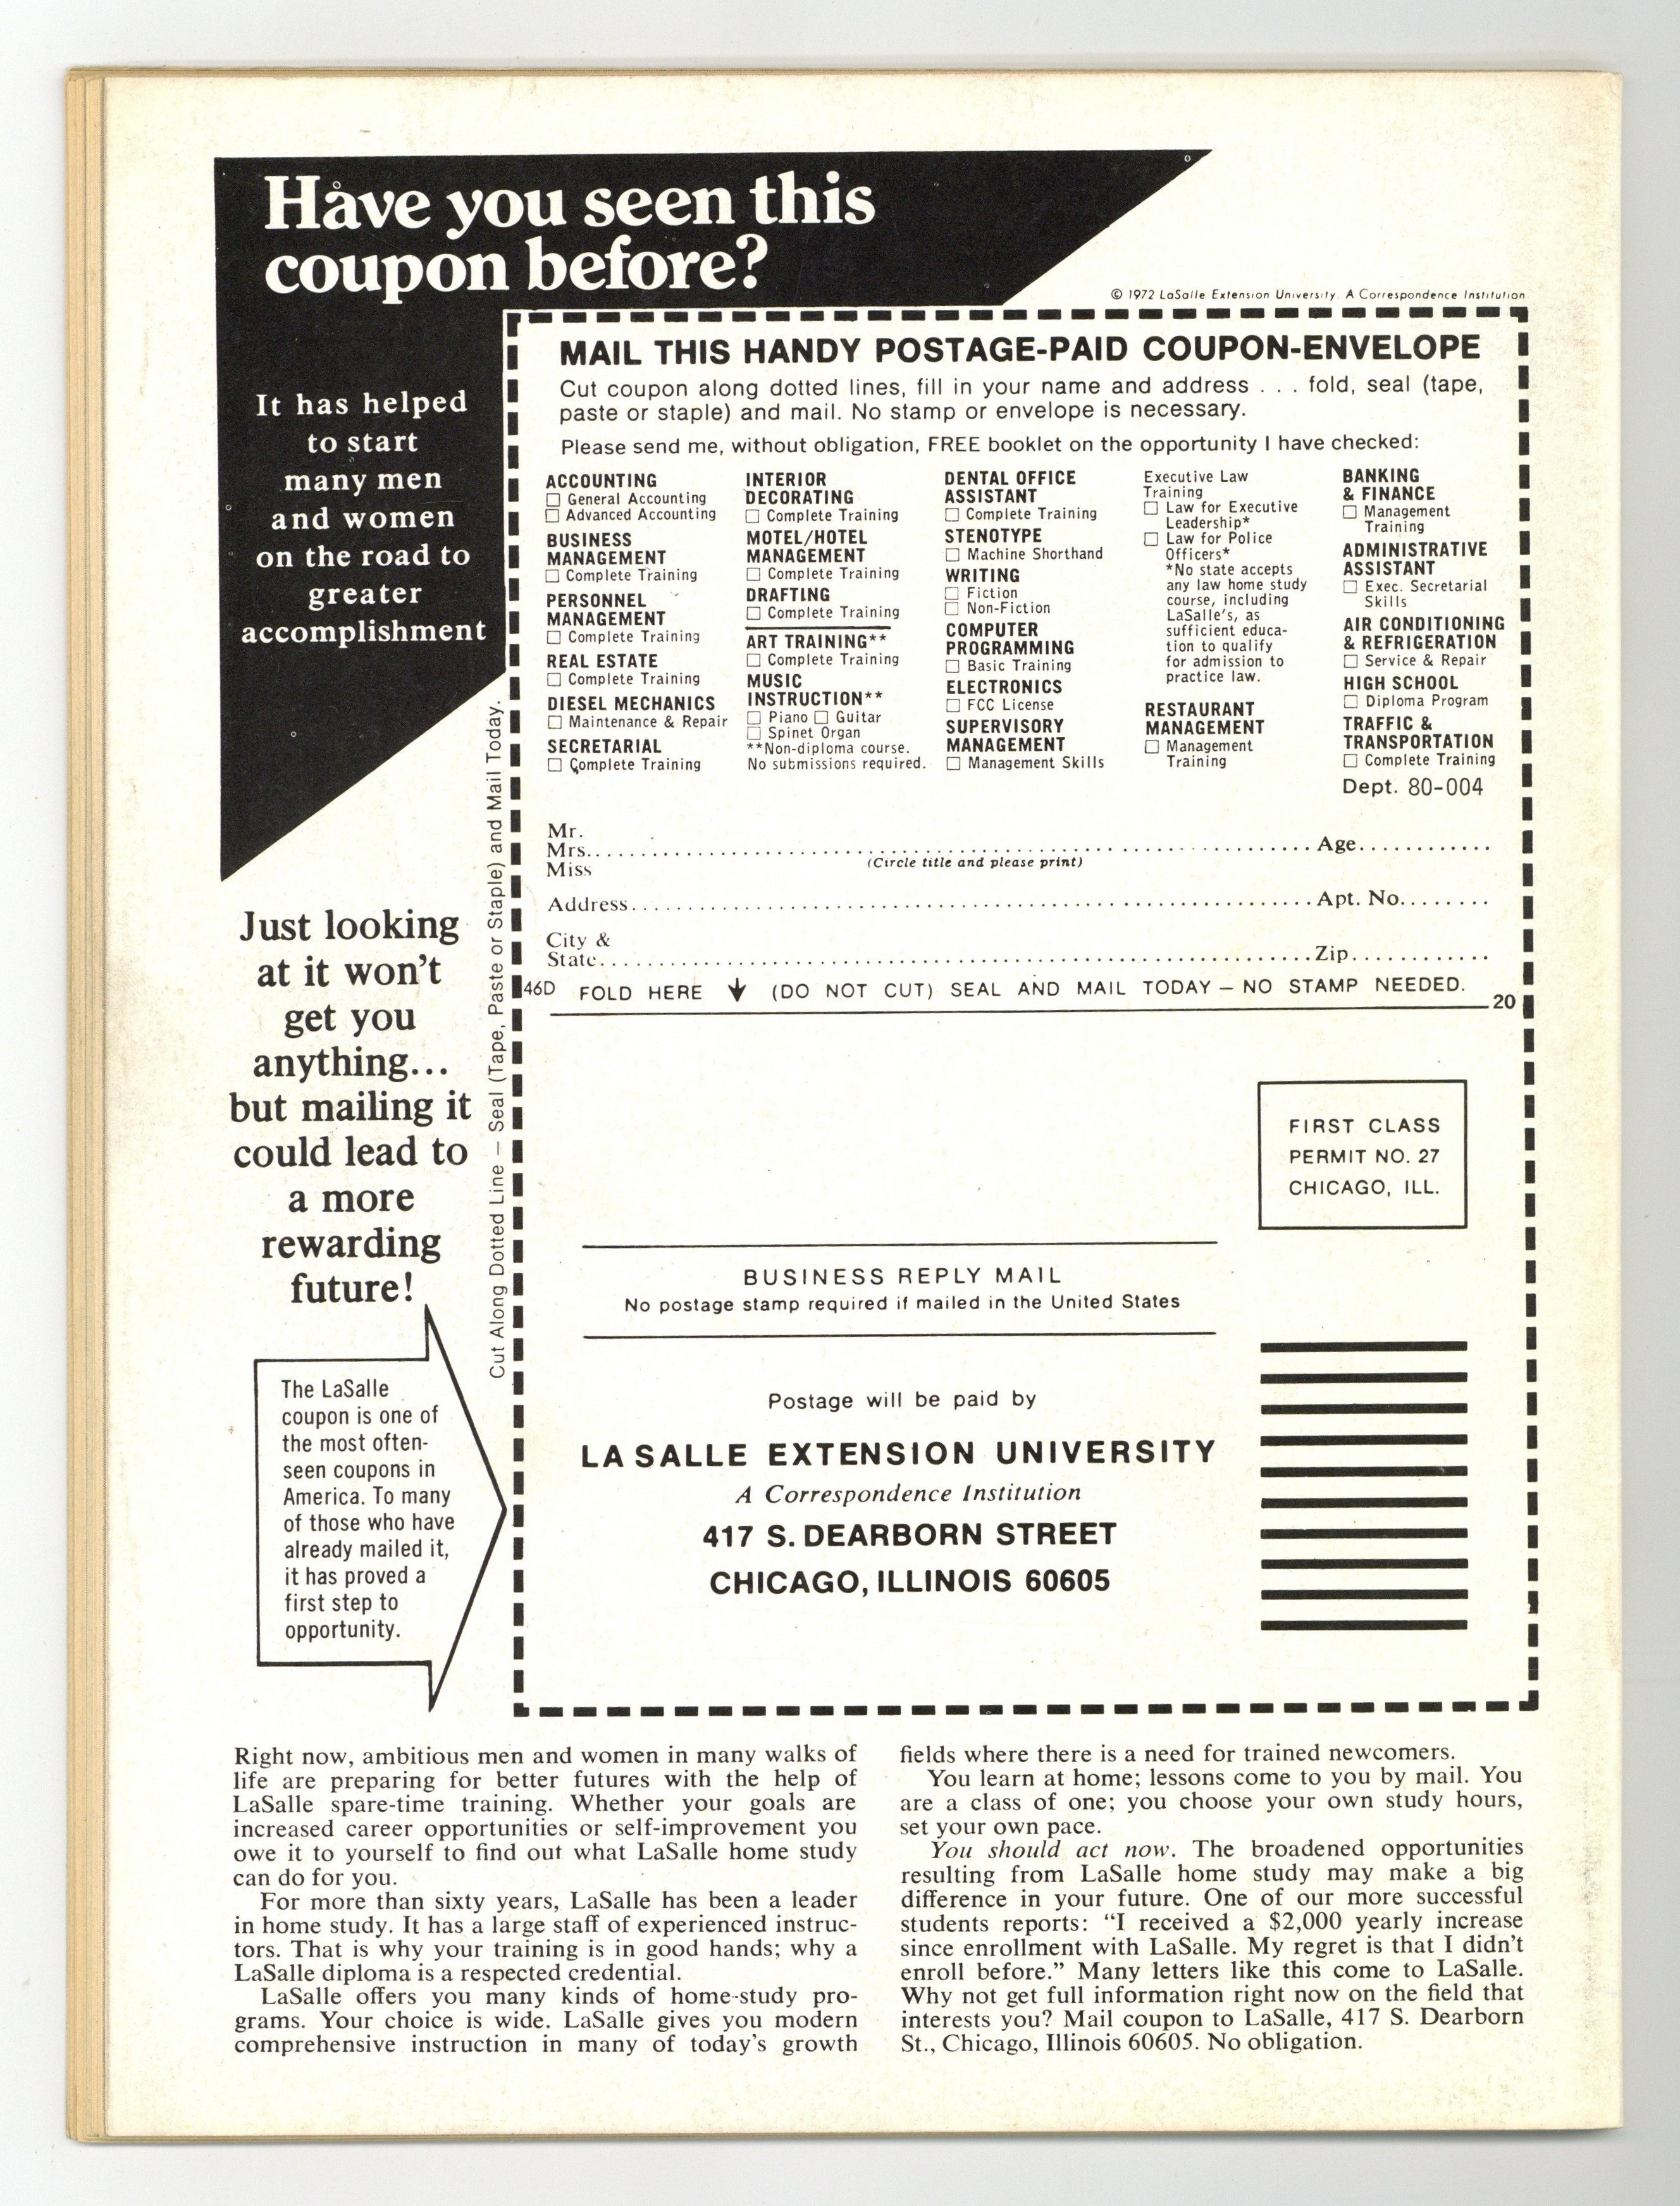 Have you seen this
coupon before?
It has helped
to start
many men
and women
on the road to
greater
accomplishment
Just looking
at it won't
get you
anything...
but mailing it
could lead to
a more
rewarding
future!
The LaSalle
coupon is one of
the most often-
seen coupons in
America. To many
of those who have
already mailed it,
it has proved a
first step to
opportunity.
Cut Along Dotted Line – Seal (Tape, Paste or Staple) and Mail Today.
© 1972 LaSalle Extension University. A Correspondence Institution
MAIL THIS HANDY POSTAGE-PAID COUPON-ENVELOPE
Cut coupon along dotted lines, fill in your name and address . . . fold, seal (tape,
paste or staple) and mail. No stamp or envelope is necessary.
Please send me, without obligation, FREE booklet on the opportunity I have checked:
ACCOUNTING
☐ General Accounting
☐ Advanced Accounting
BUSINESS
MANAGEMENT
☐ Complete Training
PERSONNEL
MANAGEMENT
☐ Complete Training
REAL ESTATE
☐ Complete Training
DIESEL MECHANICS
☐ Maintenance & Repair
SECRETARIAL
☐ Complete Training
INTERIOR
DECORATING
☐ Complete Training
MOTEL/HOTEL
MANAGEMENT
☐ Complete Training
DRAFTING
☐ Complete Training
ART TRAINING**
☐ Complete Training
MUSIC
INSTRUCTION**
☐ Piano ☐ Guitar
☐ Spinet Organ
**Non-diploma course.
No submissions required.
DENTAL OFFICE
ASSISTANT
☐ Complete Training
STENOTYPE
☐ Machine Shorthand
WRITING
☐ Fiction
☐ Non-Fiction
COMPUTER
PROGRAMMING
☐ Basic Training
ELECTRONICS
☐ FCC License
SUPERVISORY
MANAGEMENT
☐ Management Skills
Executive Law
Training
☐ Law for Executive
Leadership*
☐ Law for Police
Officers*
*No state accepts
any law home study
course, including
LaSalle's, as
sufficient educa-
tion to qualify
for admission to
practice law.
RESTAURANT
MANAGEMENT
☐ Management
Training
BANKING
& FINANCE
☐ Management
Training
ADMINISTRATIVE
ASSISTANT
☐ Exec. Secretarial
Skills
AIR CONDITIONING
& REFRIGERATION
☐ Service & Repair
HIGH SCHOOL
☐ Diploma Program
TRAFFIC &
TRANSPORTATION
☐ Complete Training
Dept. 80-004
Mr.
Mrs. Age
Miss
(Circle title and please print)
Address Apt. No.
City &
State Zip
46D FOLD HERE ↓ (DO NOT CUT) SEAL AND MAIL TODAY – NO STAMP NEEDED.
20
FIRST CLASS
PERMIT NO. 27
CHICAGO, ILL.
BUSINESS REPLY MAIL
No postage stamp required if mailed in the United States
Postage will be paid by
LA SALLE EXTENSION UNIVERSITY
A Correspondence Institution
417 S. DEARBORN STREET
CHICAGO, ILLINOIS 60605
Right now, ambitious men and women in many walks of
life are preparing for better futures with the help of
LaSalle spare-time training. Whether your goals are
increased career opportunities or self-improvement you
owe it to yourself to find out what LaSalle home study
can do for you.
For more than sixty years, LaSalle has been a leader
in home study. It has a large staff of experienced instruc-
tors. That is why your training is in good hands; why a
LaSalle diploma is a respected credential.
LaSalle offers you many kinds of home-study pro-
grams. Your choice is wide. LaSalle gives you modern
comprehensive instruction in many of today's growth
fields where there is a need for trained newcomers.
You learn at home; lessons come to you by mail. You
are a class of one; you choose your own study hours,
set your own pace.
You should act now. The broadened opportunities
resulting from LaSalle home study may make a big
difference in your future. One of our more successful
students reports: “I received a $2,000 yearly increase
since enrollment with LaSalle. My regret is that I didn't
enroll before.” Many letters like this come to LaSalle.
Why not get full information right now on the field that
interests you? Mail coupon to LaSalle, 417 S. Dearborn
St., Chicago, Illinois 60605. No obligation.